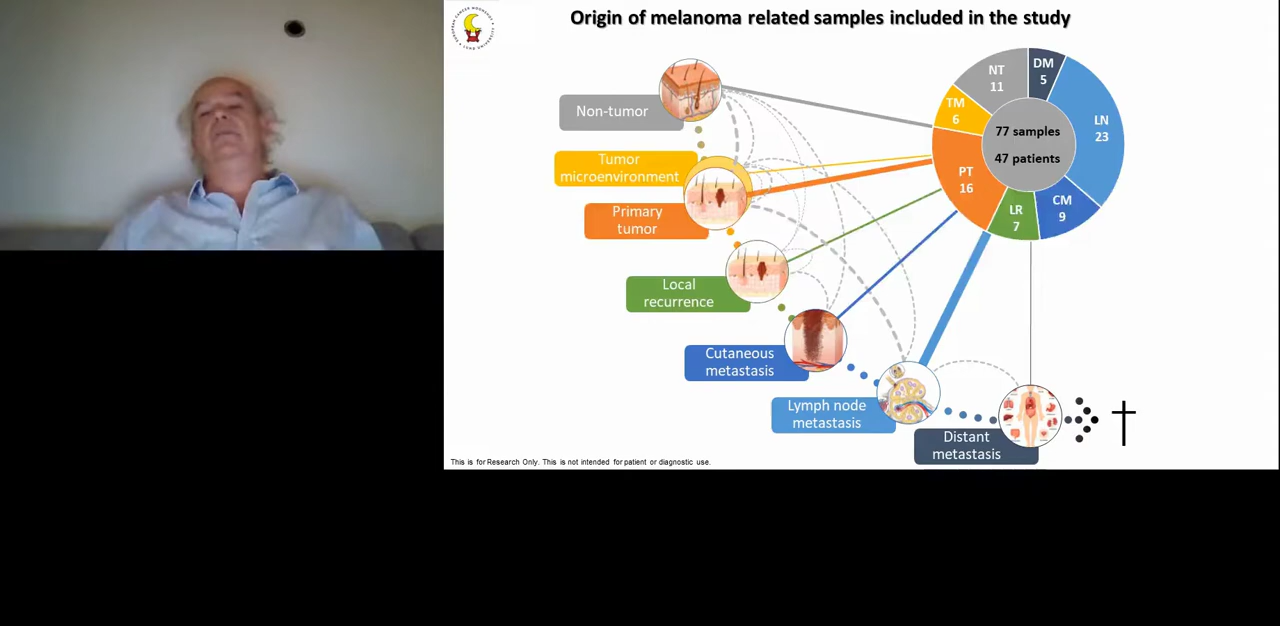 Origin of melanoma related samples included in the study
Non-tumor
Tumor
microenvironment
Primary
tumor
Local
recurrence
Cutaneous
metastasis
Lymph node
metastasis
Distant
metastasis
NT
11
DM
5
TM
6
LN
23
77 samples
47 patients
PT
16
CM
9
LR
7
This is for Research Only. This is not intended for patient or diagnostic use.